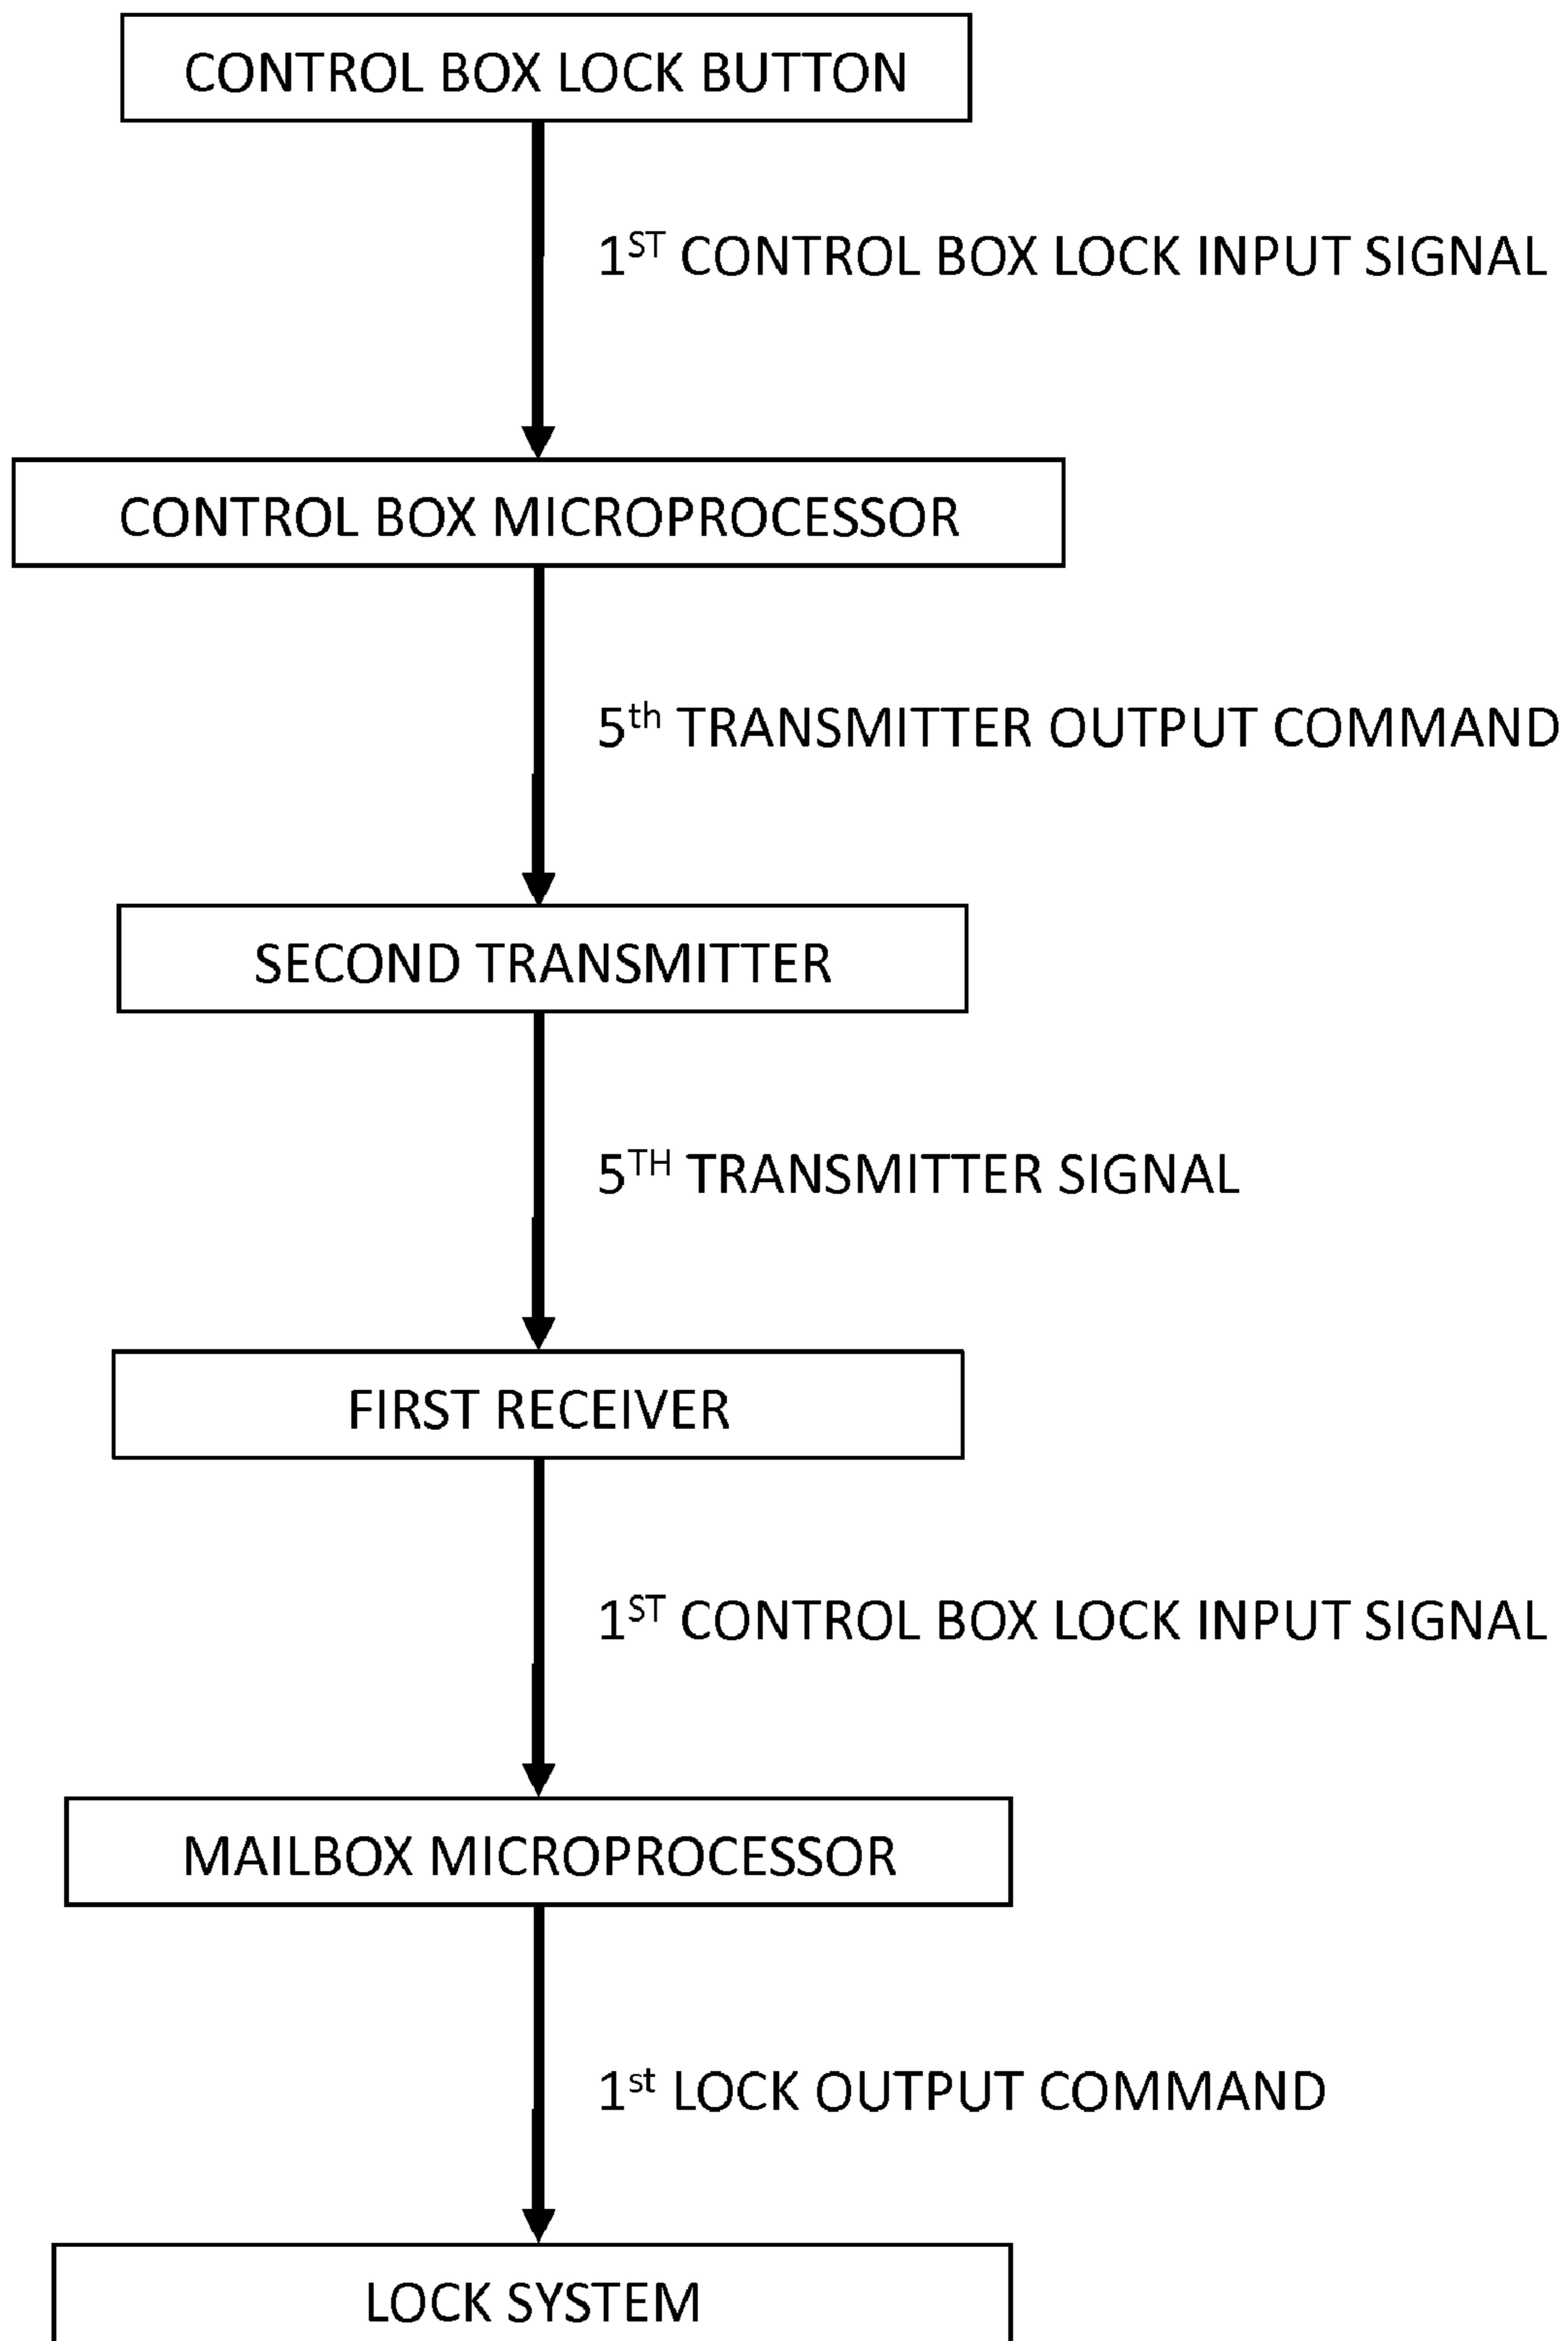 CONTROL BOX LOCK BUTTON
1ST CONTROL BOX LOCK INPUT SIGNAL
CONTROL BOX MICROPROCESSOR
5th TRANSMITTER OUTPUT COMMAND
SECOND TRANSMITTER
5TH TRANSMITTER SIGNAL
FIRST RECEIVER
1ST CONTROL BOX LOCK INPUT SIGNAL
MAILBOX MICROPROCESSOR
1st LOCK OUTPUT COMMAND
LOCK SYSTEM